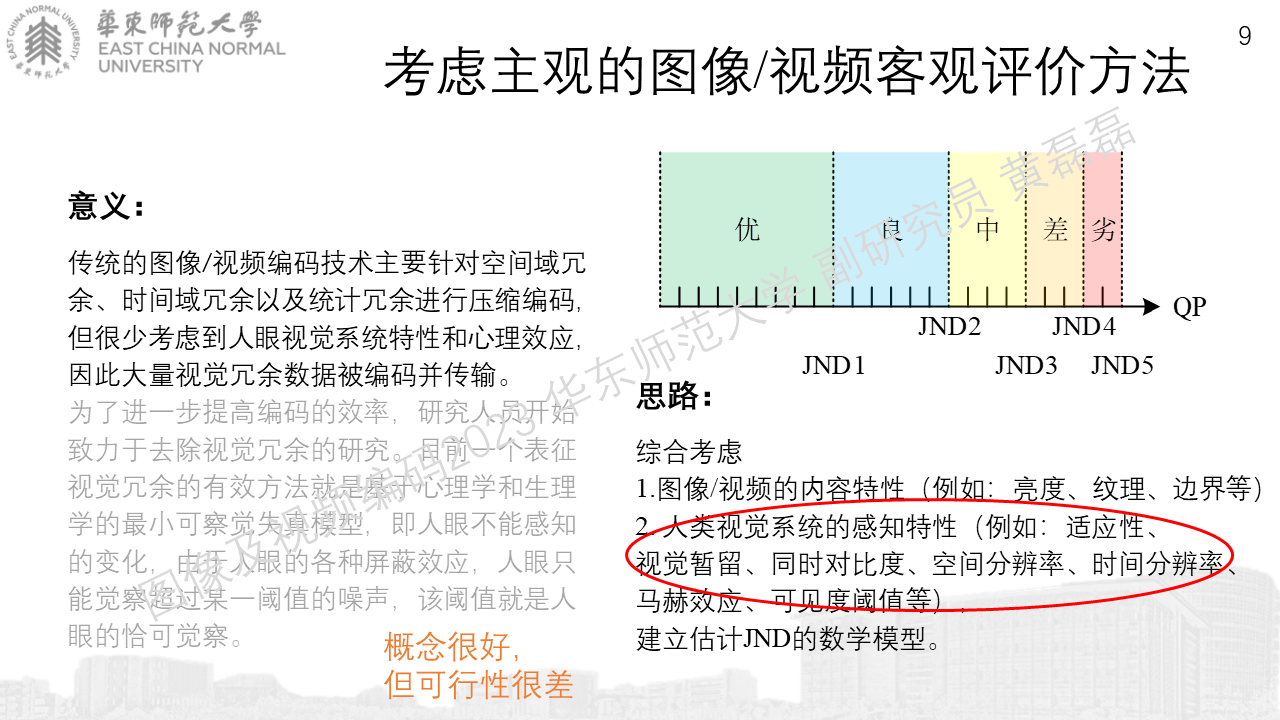 華東師范大學
EAST CHINA NORMAL
UNIVERSITY
9
考虑主观的图像/视频客观评价方法
意义：
传统的图像/视频编码技术主要针对空间域冗
余、时间域冗余以及统计冗余进行压缩编码，
但很少考虑到人眼视觉系统特性和心理效应，
因此大量视觉冗余数据被编码并传输。
为了进一步提高编码的效率，研究人员开始
致力于去除视觉冗余的研究。目前一个表征
视觉冗余的有效方法就是基于心理学和生理
学的最小可察觉失真模型，即人眼不能感知
的变化，由于人眼的各种屏蔽效应，人眼只
能觉察超过某一阈值的噪声，该阈值就是人
眼的恰可觉察。
概念很好，
但可行性很差
优 良 中 差 劣
QP
JND2 JND4
JND1 JND3 JND5
思路：
综合考虑
1.图像/视频的内容特性（例如：亮度、纹理、边界等）
2. 人类视觉系统的感知特性（例如：适应性、
视觉暂留、同时对比度、空间分辨率、时间分辨率、
马赫效应、可见度阈值等），
建立估计JND的数学模型。
图像及视频编码2023 华东师范大学 副研究员 黄磊磊